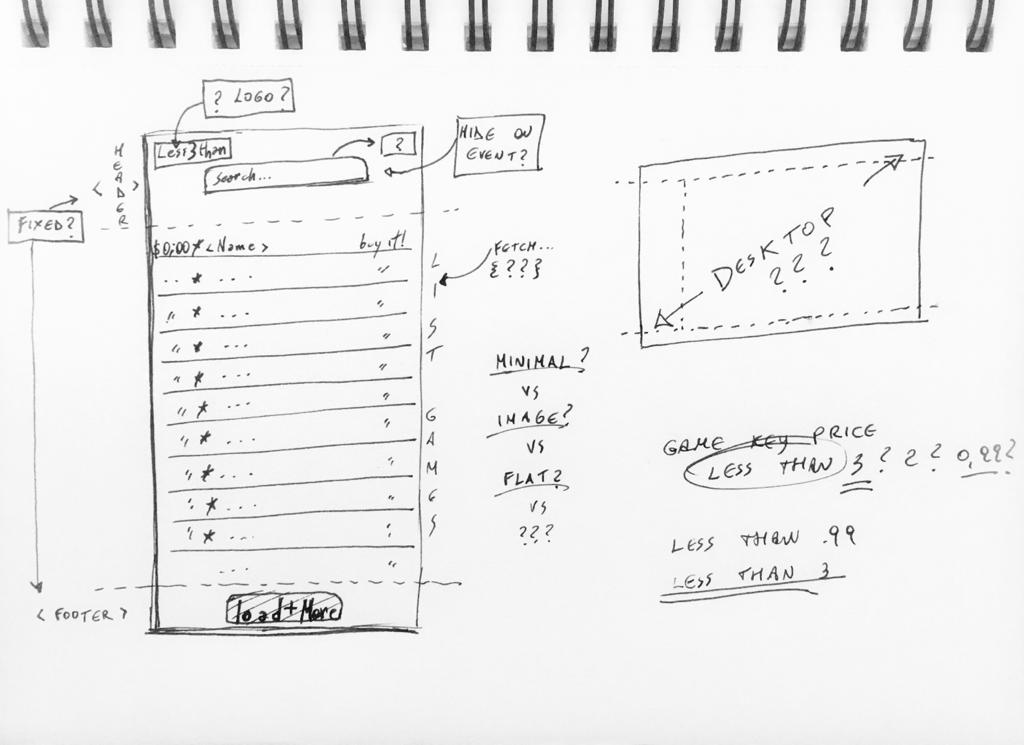 ? LOGO ?
Less3than
?
search...
HIDE ON
EVENT?
< HEADER >
FIXED?
$0,00 * <Name> buy it!
.. * ... "
" * ... "
" * ... "
" * ... "
" * ... "
" * ... "
" * ... "
" * ... "
" * ... "
... "
LIST GAMES
FETCH...
{ ?? }
load+More
< FOOTER >
MINIMAL?
VS
IMAGE?
VS
FLAT?
VS
???
DESKTOP
???
GAME KEY PRICE
LESS THAN 3 ? 2 ? 0,99?
LESS THAN .99
LESS THAN 3